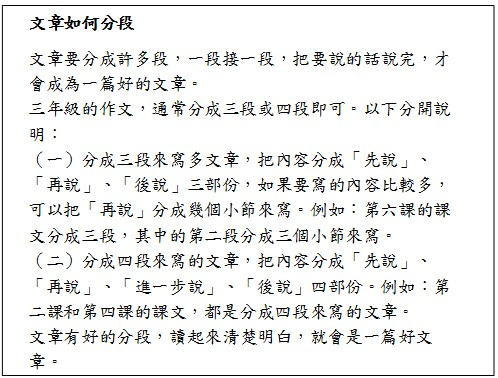 文章如何分段
文章要分成許多段，一段接一段，把要說的話說完，才
會成為一篇好的文章。
三年級的作文，通常分成三段或四段即可。以下分開說
明：
（一）分成三段來寫多文章，把內容分成「先說」、
「再說」、「後說」三部份，如果要寫的內容比較多，
可以把「再說」分成幾個小節來寫。例如：第六課的課
文分成三段，其中的第二段分成三個小節來寫。
（二）分成四段來寫的文章，把內容分成「先說」、
「再說」、「進一步說」、「後說」四部份。例如：第
二課和第四課的課文，都是分成四段來寫的文章。
文章有好的分段，讀起來清楚明白，就會是一篇好文
章。